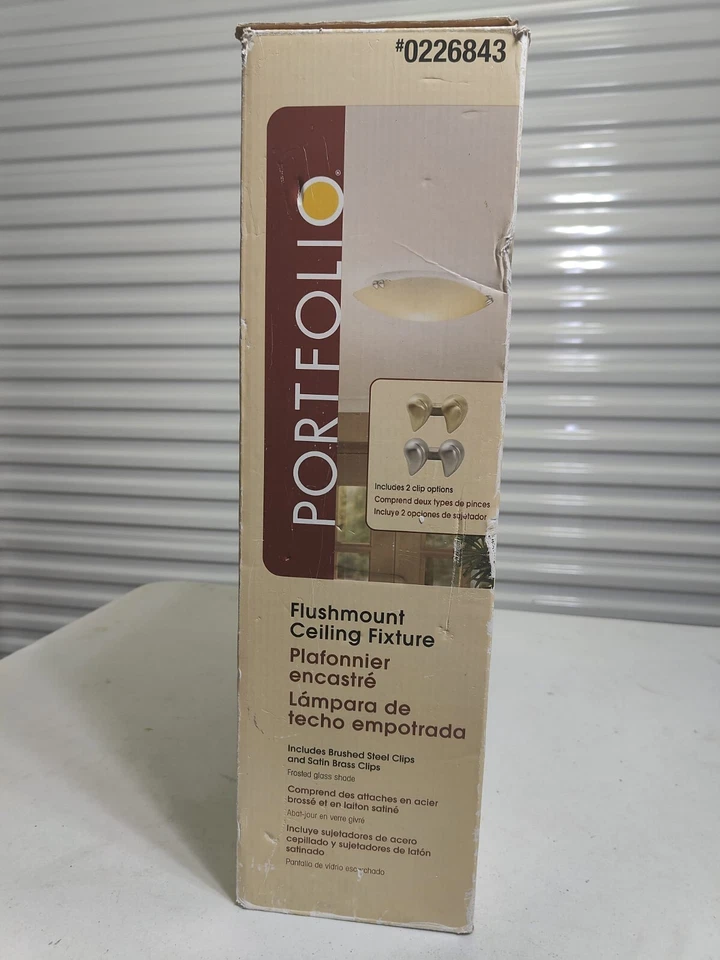 #0226843
PORTFOLIO®
Includes 2 clip options
Comprend deux types de pinces
Incluye 2 opciones de sujetador
Flushmount
Ceiling Fixture
Plafonnier
encastré
Lámpara de
techo empotrada
Includes Brushed Steel Clips
and Satin Brass Clips
Frosted glass shade
Comprend des attaches en acier
brossé et en laiton satiné
Abat-jour en verre givré
Incluye sujetadores de acero
cepillado y sujetadores de latón
satinado
Pantalla de vidrio escarchado